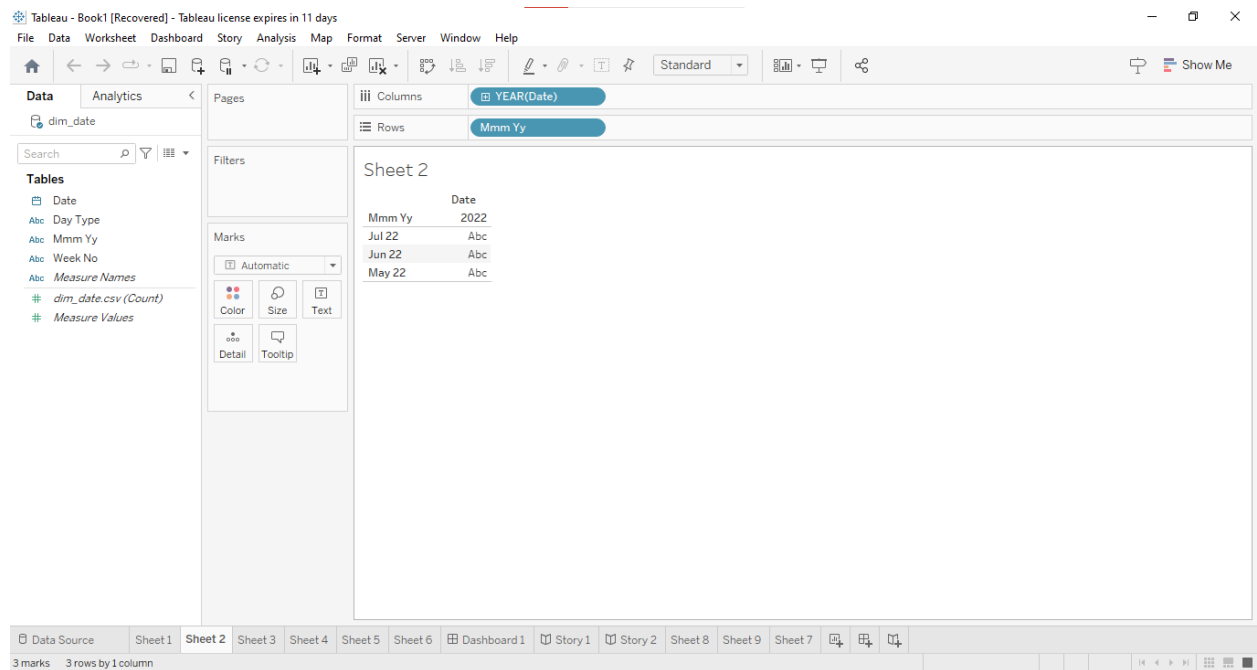 Tableau - Book1 [Recovered] - Tableau license expires in 11 days
File Data Worksheet Dashboard Story Analysis Map Format Server Window Help
Standard
Show Me
Data Analytics
dim_date
Search
Tables
Date
Abc Day Type
Abc Mmm Yy
Abc Week No
Abc Measure Names
# dim_date.csv (Count)
# Measure Values
Pages
Filters
Marks
Automatic
Color Size Text
Detail Tooltip
iii Columns YEAR(Date)
Rows Mmm Yy
Sheet 2
Date
Mmm Yy 2022
Jul 22 Abc
Jun 22 Abc
May 22 Abc
Data Source Sheet 1 Sheet 2 Sheet 3 Sheet 4 Sheet 5 Sheet 6 Dashboard 1 Story 1 Story 2 Sheet 8 Sheet 9 Sheet 7
3 marks 3 rows by 1 column